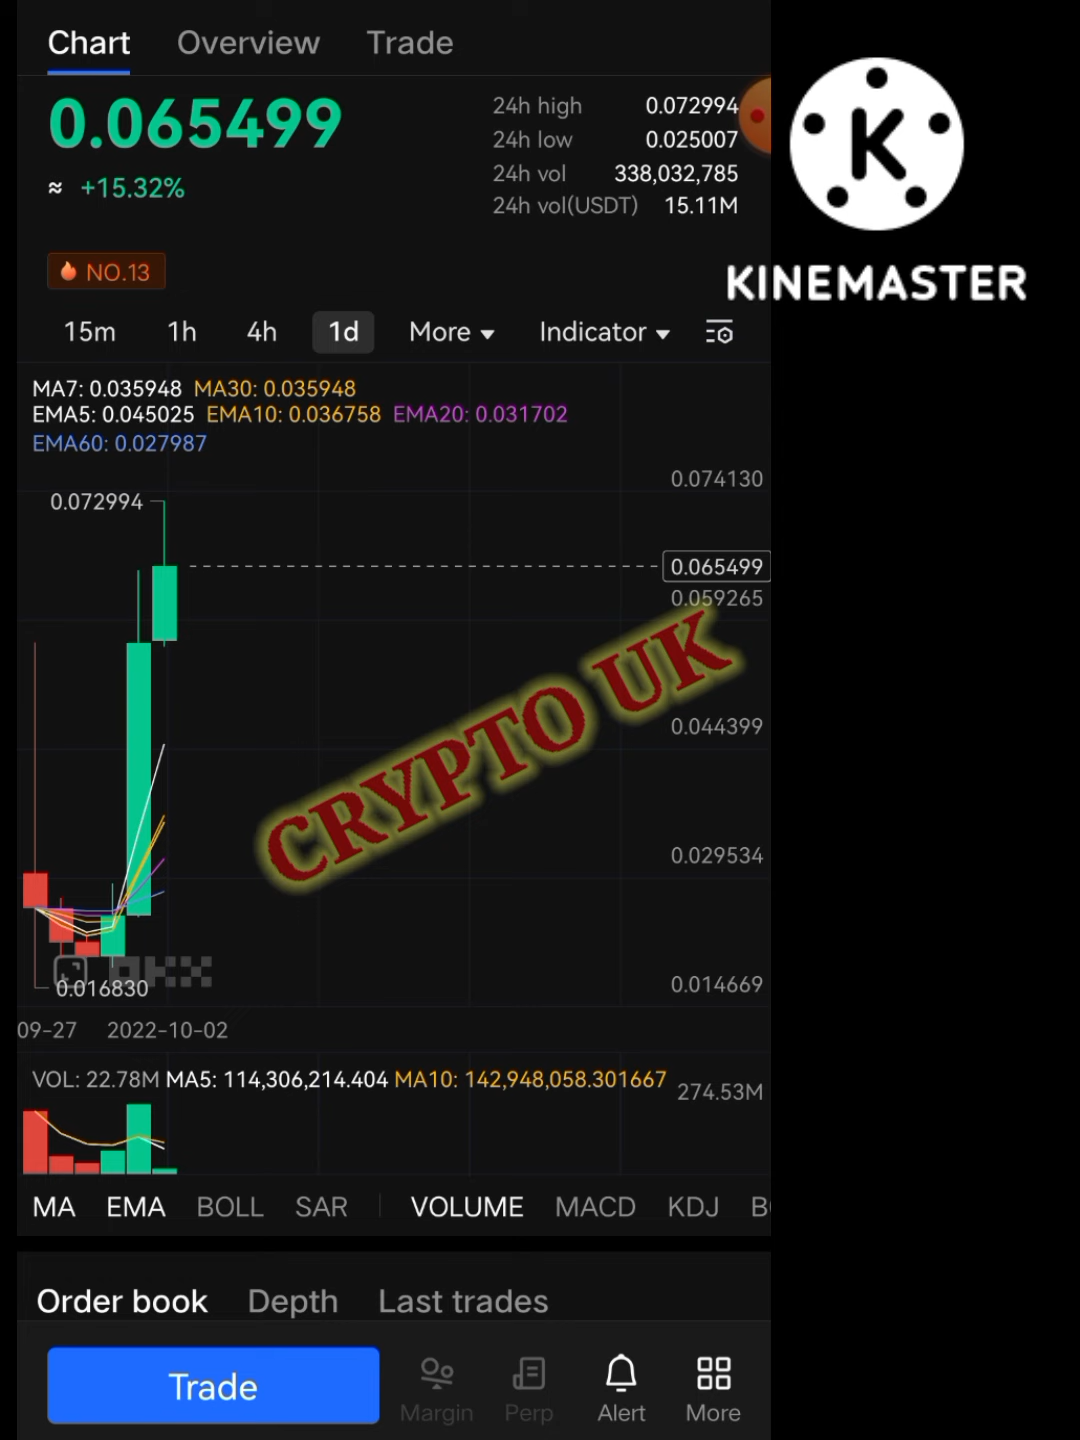 Chart Overview Trade
0.065499
≈ +15.32%
24h high 0.072994
24h low 0.025007
24h vol 338,032,785
24h vol(USDT) 15.11M
K
KINEMASTER
NO.13
15m 1h 4h 1d More Indicator
MA7: 0.035948 MA30: 0.035948
EMA5: 0.045025 EMA10: 0.036758 EMA20: 0.031702
EMA60: 0.027987
0.074130
0.072994
0.065499
0.059265
CRYPTO UK
0.044399
0.029534
OKX
0.016830
0.014669
09-27 2022-10-02
VOL: 22.78M MA5: 114,306,214.404 MA10: 142,948,058.301667
274.53M
MA EMA BOLL SAR VOLUME MACD KDJ
Order book Depth Last trades
Trade
Margin Perp Alert More